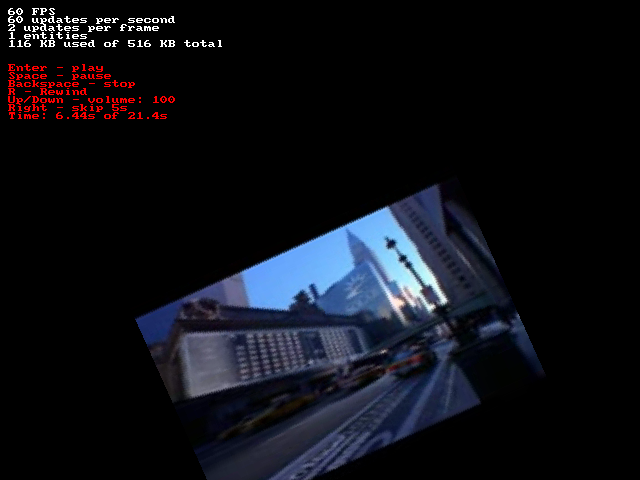 60 FPS
60 updates per second
2 updates per frame
1 entities
116 KB used of 516 KB total
Enter - play
Space - pause
Backspace - stop
R - Rewind
Up/Down - volume: 100
Right - skip 5s
Time: 6.44s of 21.4s